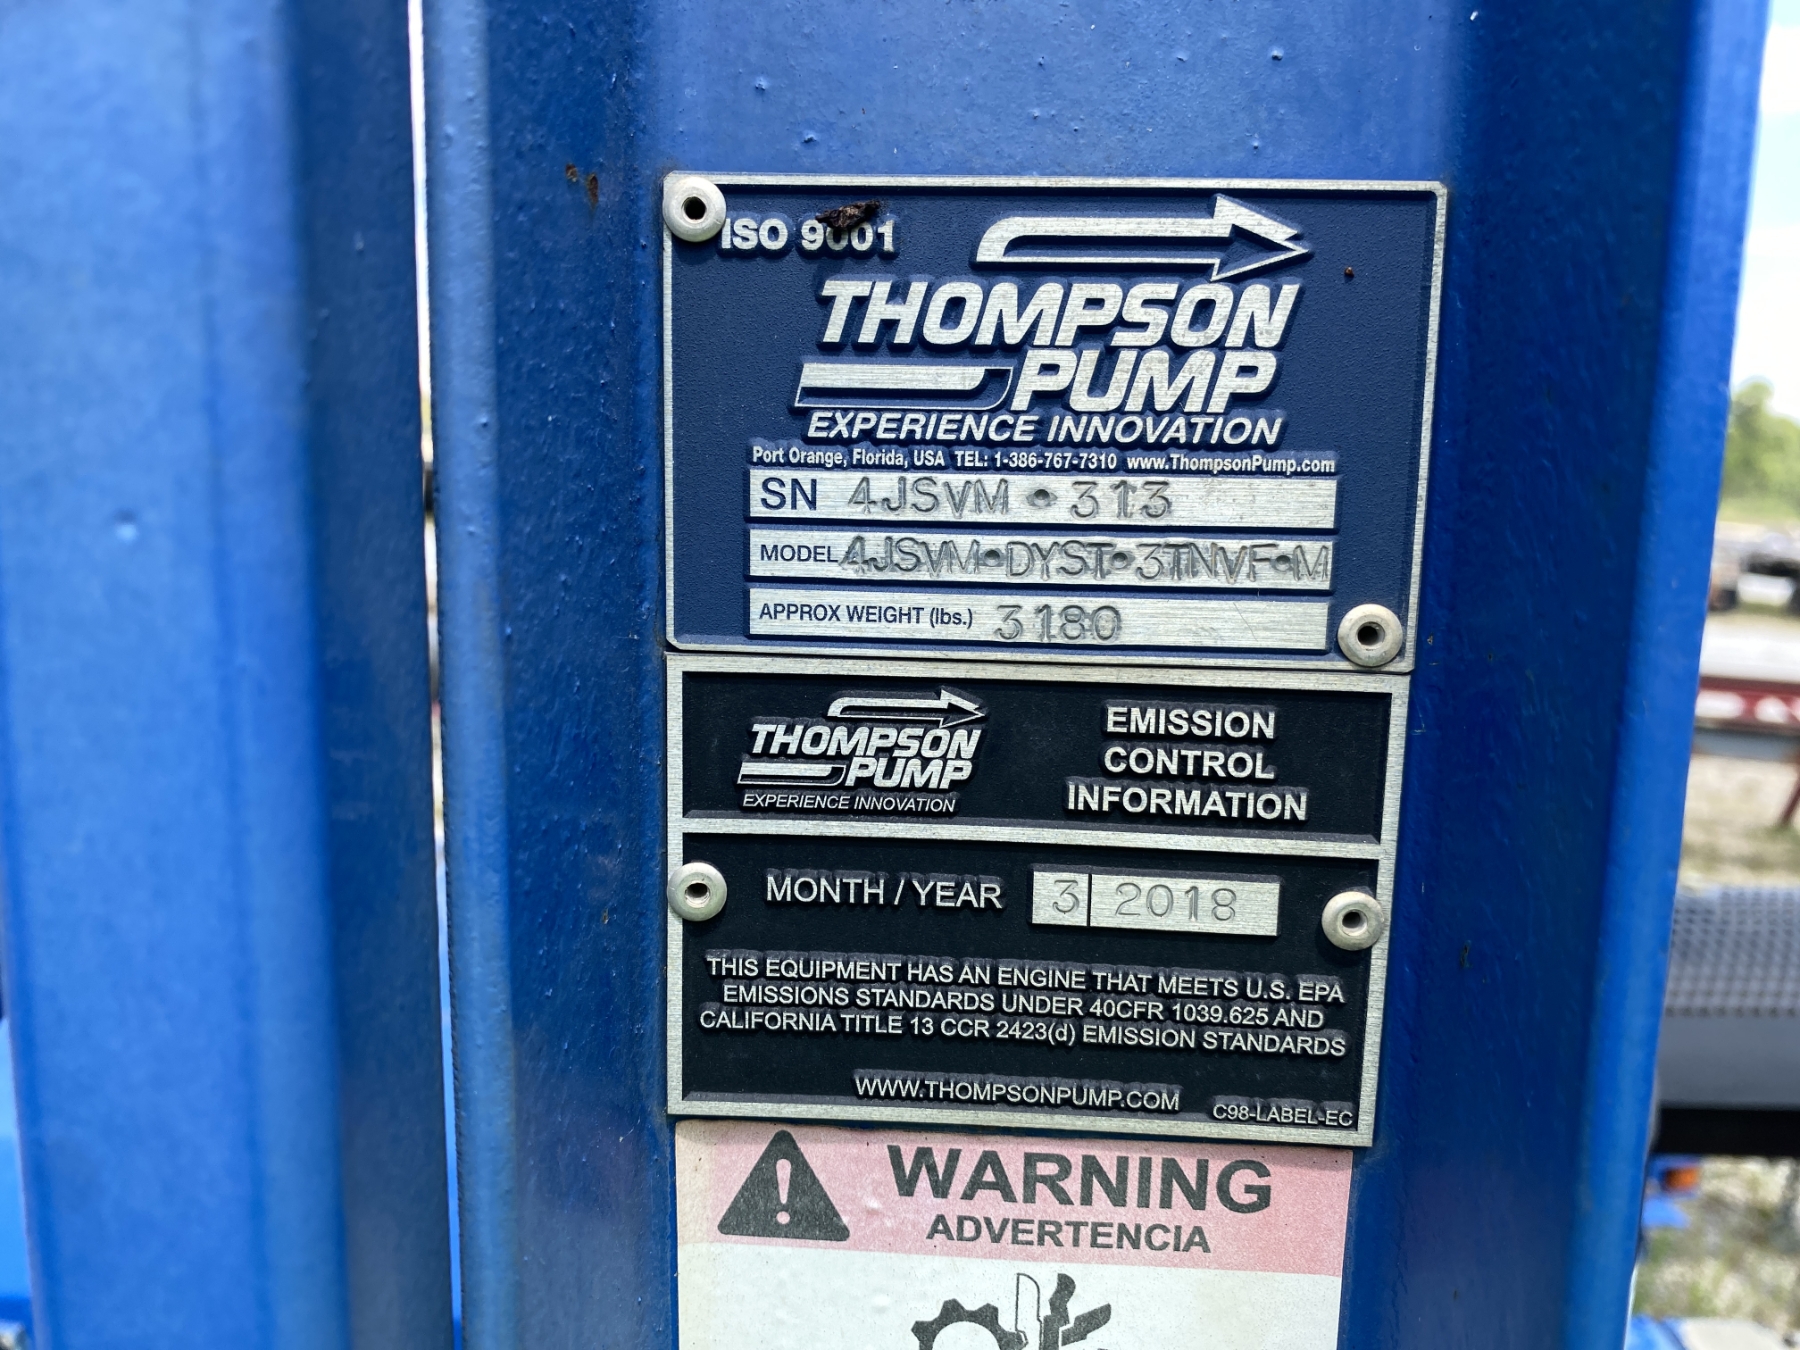 ISO 9001
THOMPSON
PUMP
EXPERIENCE INNOVATION
Port Orange, Florida, USA TEL: 1-386-767-7310 www.ThompsonPump.com
SN 4JSVM • 313
MODEL 4JSVM•DYST•3TNVF•M
APPROX WEIGHT (lbs.) 3180
THOMPSON
PUMP
EXPERIENCE INNOVATION
EMISSION
CONTROL
INFORMATION
MONTH / YEAR 3 2018
THIS EQUIPMENT HAS AN ENGINE THAT MEETS U.S. EPA
EMISSIONS STANDARDS UNDER 40CFR 1039.625 AND
CALIFORNIA TITLE 13 CCR 2423(d) EMISSION STANDARDS
WWW.THOMPSONPUMP.COM
C98-LABEL-EC
WARNING
ADVERTENCIA